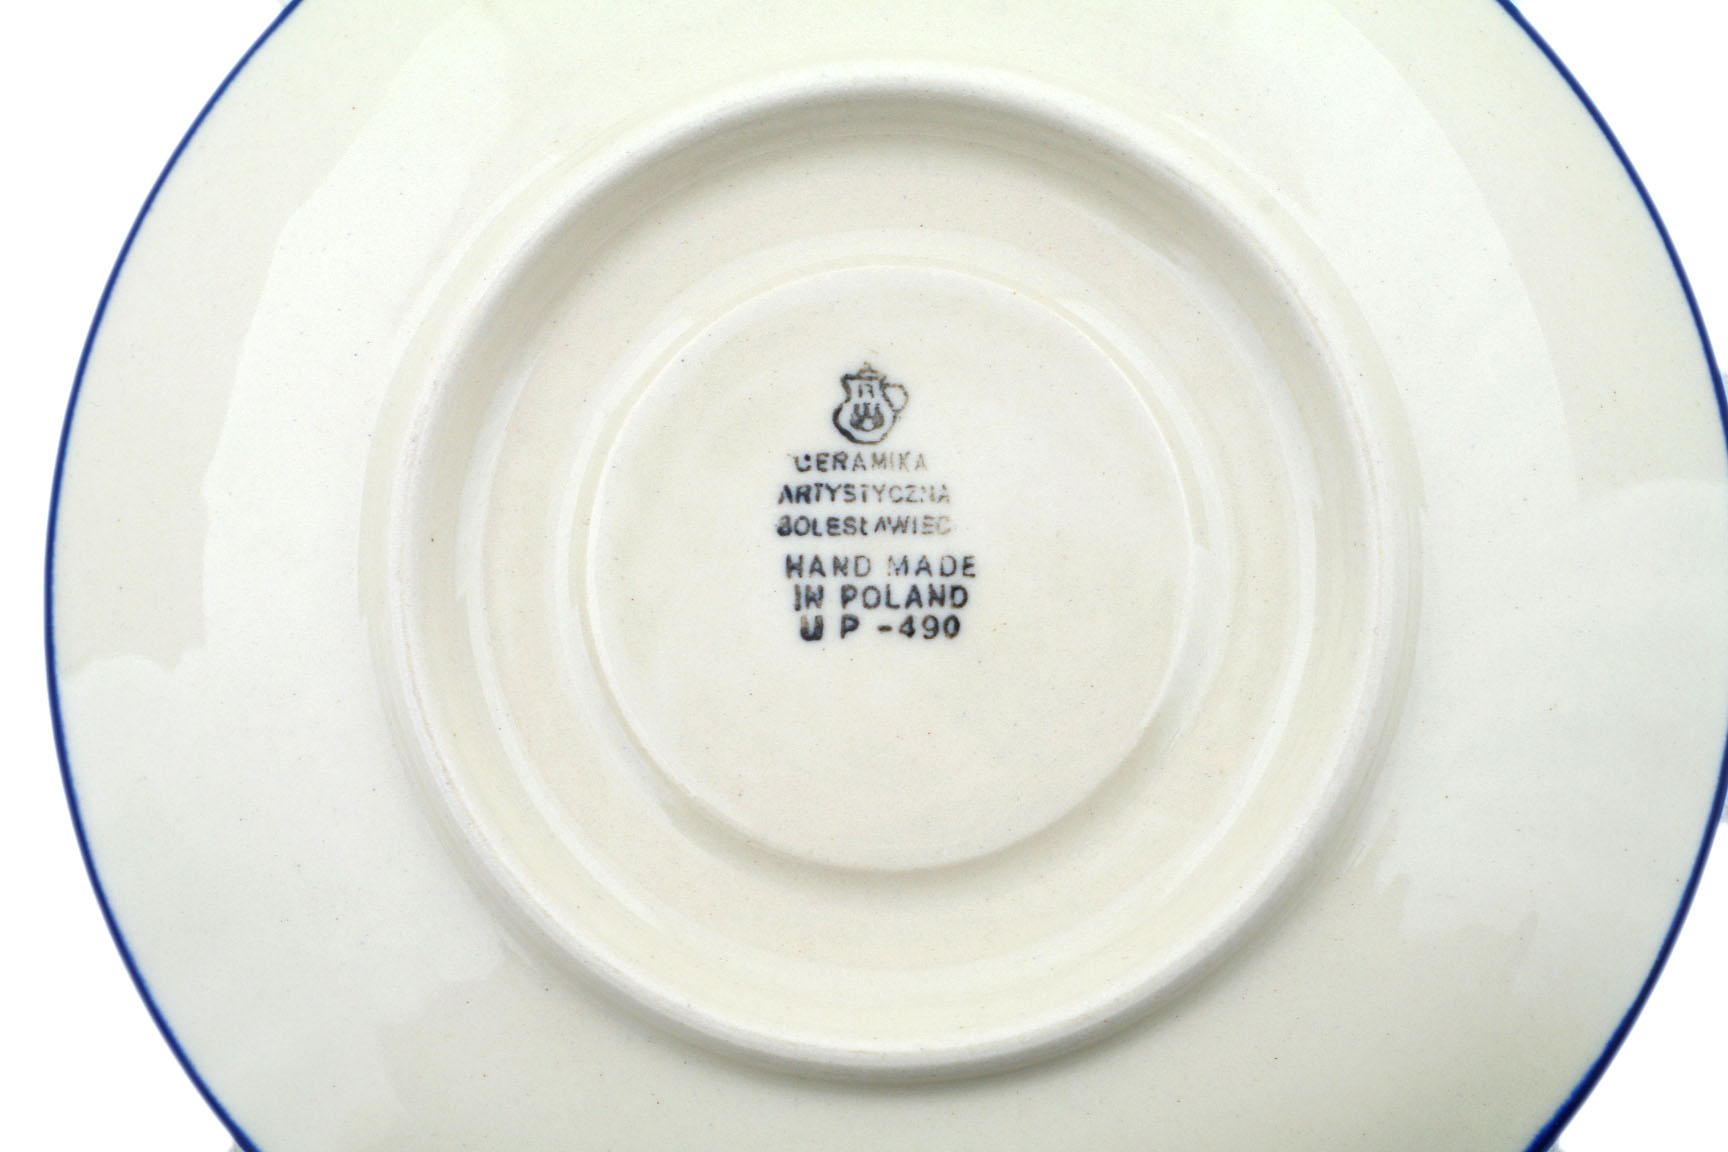 CERAMIKA
ARTYSTYCZNA
BOLESŁAWIEC
HAND MADE
IN POLAND
U P -490